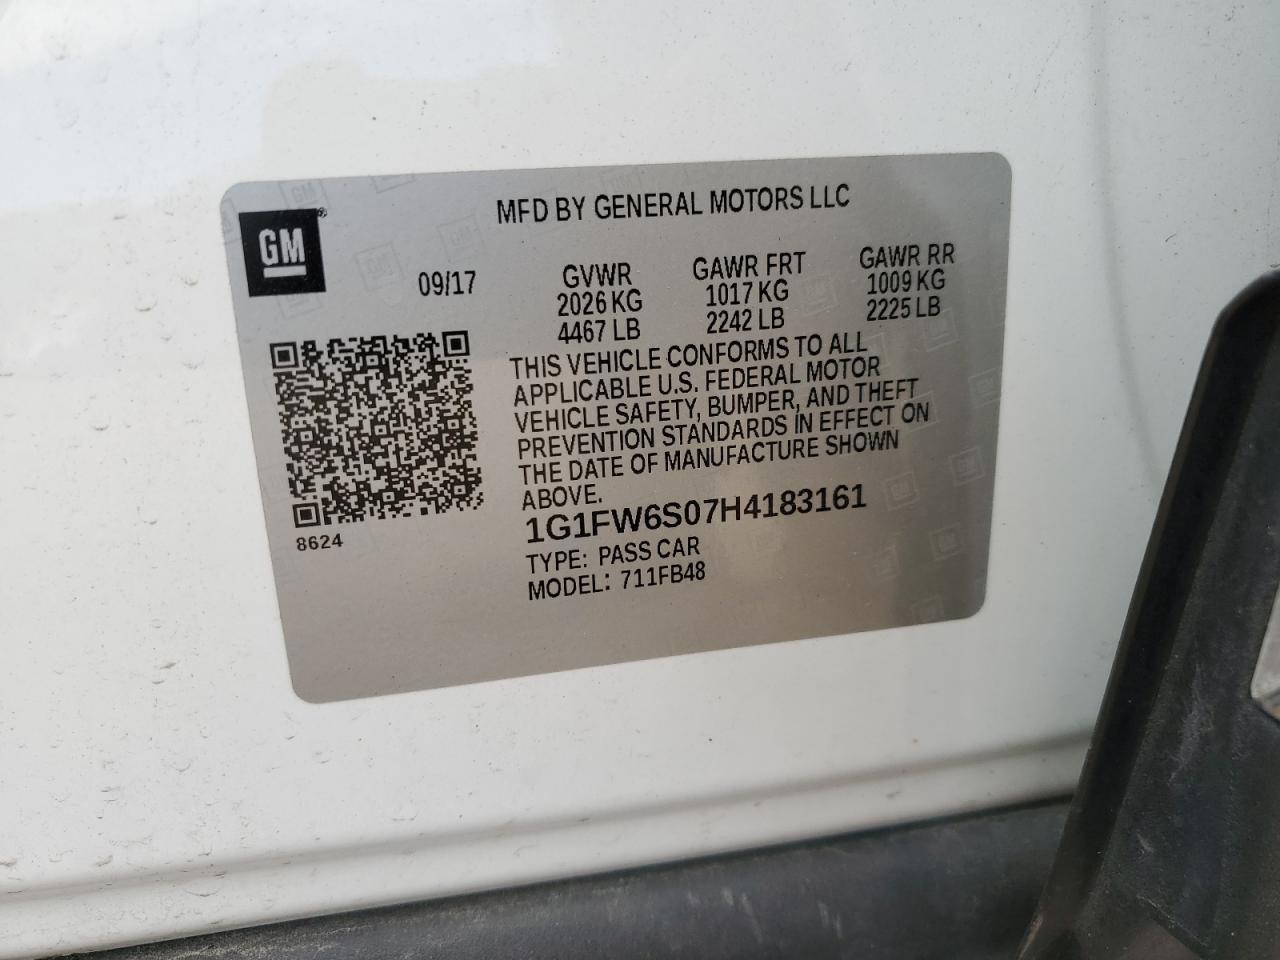 MFD BY GENERAL MOTORS LLC
GM®
09/17
GVWR
2026 KG
4467 LB
GAWR FRT
1017 KG
2242 LB
GAWR RR
1009 KG
2225 LB
THIS VEHICLE CONFORMS TO ALL
APPLICABLE U.S. FEDERAL MOTOR
VEHICLE SAFETY, BUMPER, AND THEFT
PREVENTION STANDARDS IN EFFECT ON
THE DATE OF MANUFACTURE SHOWN
ABOVE.
1G1FW6S07H4183161
TYPE: PASS CAR
MODEL: 711FB48
8624